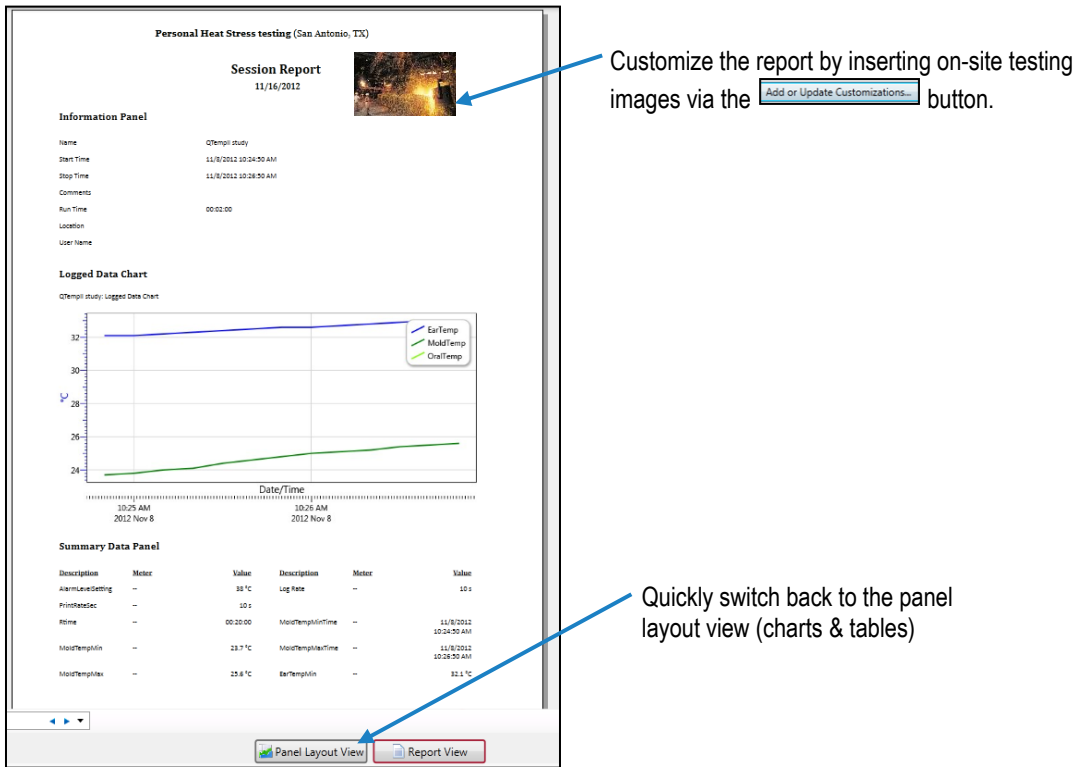 Personal Heat Stress testing (San Antonio, TX)
Session Report
11/16/2012
Customize the report by inserting on-site testing
images via the Add or Update Customizations... button.
Information Panel
Name QTempII study
Start Time 11/8/2012 10:24:50 AM
Stop Time 11/8/2012 10:26:50 AM
Comments
Run Time 00:02:00
Location
User Name
Logged Data Chart
QTempII study: Logged Data Chart
EarTemp
MoldTemp
OralTemp
°C
32
30
28
26
24
Date/Time
10:25 AM 10:26 AM
2012 Nov 8 2012 Nov 8
Summary Data Panel
Description Meter Value Description Meter Value
AlarmLevelSetting -- 38 °C Log Rate -- 10 s
PrintRateSec -- 10 s
Rtime -- 00:20:00 MoldTempMinTime -- 11/8/2012
10:24:50 AM
MoldTempMin -- 23.7 °C MoldTempMaxTime -- 11/8/2012
10:26:50 AM
MoldTempMax -- 25.6 °C EarTempMin -- 32.1 °C
Quickly switch back to the panel
layout view (charts & tables)
Panel Layout View Report View